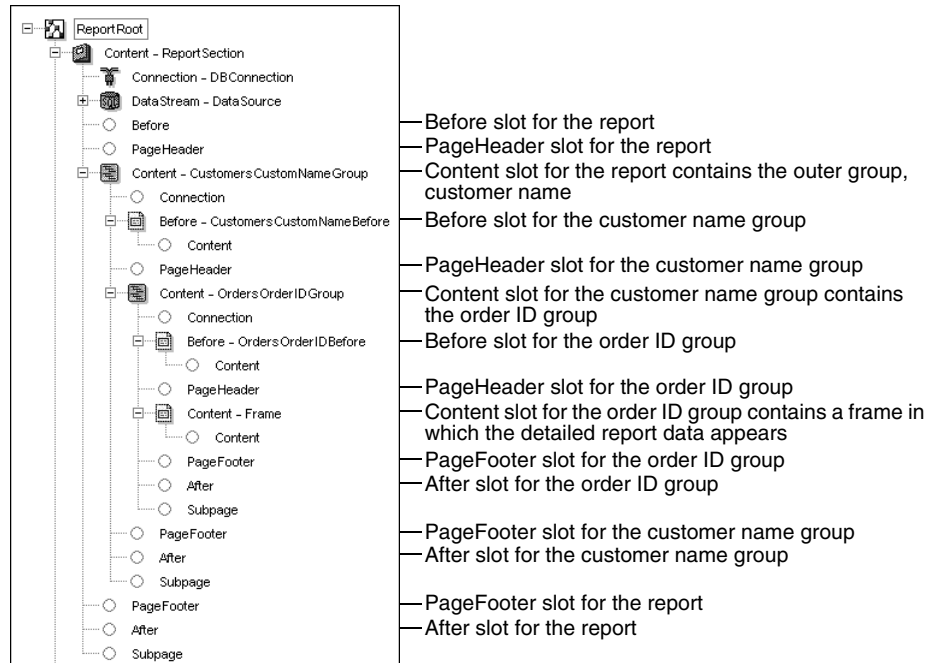 ReportRoot
Content - ReportSection
Connection - DBConnection
DataStream - DataSource
Before
Before slot for the report
PageHeader
PageHeader slot for the report
Content - CustomersCustomNameGroup
Content slot for the report contains the outer group,
customer name
Connection
Before - CustomersCustomNameBefore
Before slot for the customer name group
Content
PageHeader
PageHeader slot for the customer name group
Content - OrdersOrderIDGroup
Content slot for the customer name group contains
the order ID group
Connection
Before - OrdersOrderIDBefore
Before slot for the order ID group
Content
PageHeader
PageHeader slot for the order ID group
Content - Frame
Content slot for the order ID group contains a frame in
which the detailed report data appears
Content
PageFooter
PageFooter slot for the order ID group
After
After slot for the order ID group
Subpage
PageFooter
PageFooter slot for the customer name group
After
After slot for the customer name group
Subpage
PageFooter
PageFooter slot for the report
After
After slot for the report
Subpage